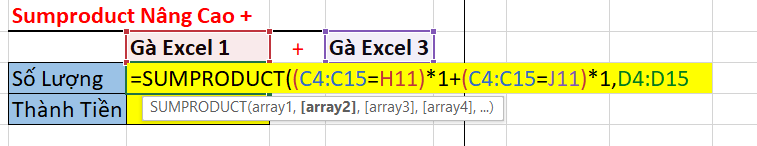 Sumproduct Nâng Cao +
Gà Excel 1 + Gà Excel 3
Số Lượng =SUMPRODUCT((C4:C15=H11)*1+(C4:C15=J11)*1,D4:D15
Thành Tiền SUMPRODUCT(array1, [array2], [array3], [array4], ...)